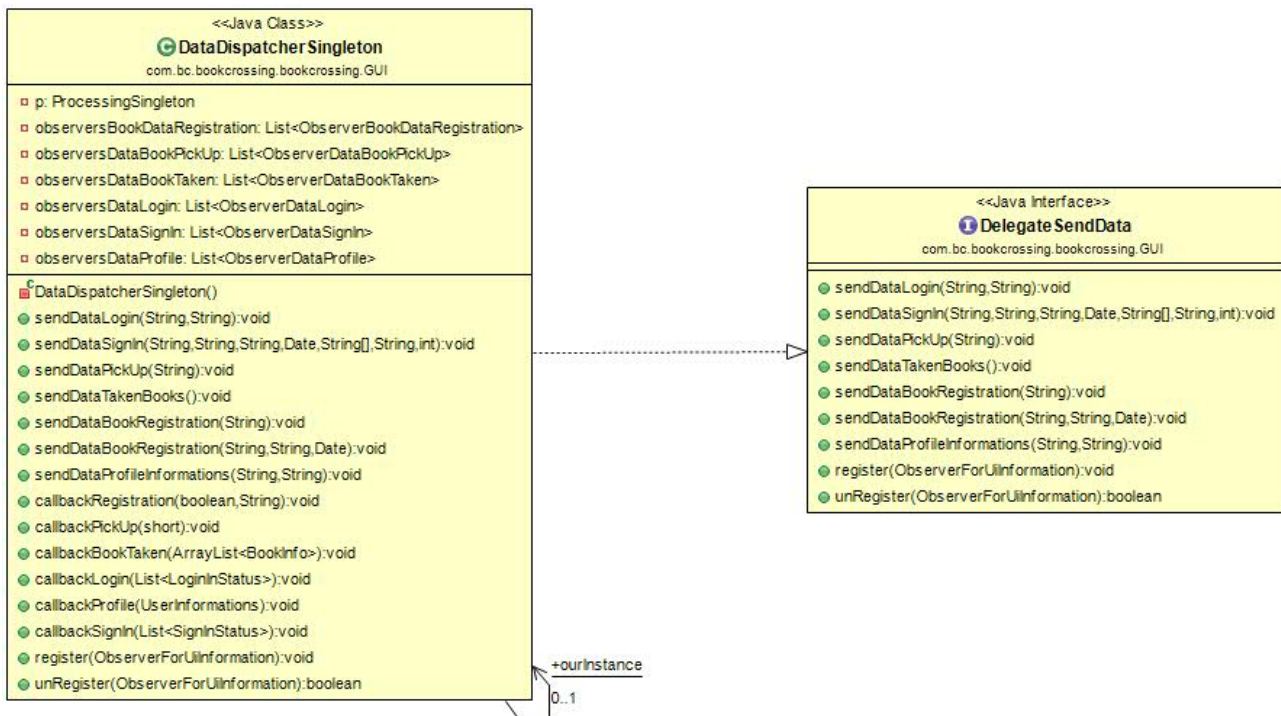 <<Java Class>>
DataDispatcherSingleton
com.bc.bookcrossing.bookcrossing.GUI
p: ProcessingSingleton
observersBookDataRegistration: List<ObserverBookDataRegistration>
observersDataBookPickUp: List<ObserverDataBookPickUp>
observersDataBookTaken: List<ObserverDataBookTaken>
observersDataLogin: List<ObserverDataLogin>
observersDataSignIn: List<ObserverDataSignIn>
observersDataProfile: List<ObserverDataProfile>
DataDispatcherSingleton()
sendDataLogin(String,String):void
sendDataSignIn(String,String,String,Date,String[],String,int):void
sendDataPickUp(String):void
sendDataTakenBooks():void
sendDataBookRegistration(String):void
sendDataBookRegistration(String,String,Date):void
sendDataProfileInformations(String,String):void
callbackRegistration(boolean,String):void
callbackPickUp(short):void
callbackBookTaken(ArrayList<BookInfo>):void
callbackLogin(List<LoginInStatus>):void
callbackProfile(UserInformations):void
callbackSignIn(List<SignInStatus>):void
register(ObserverForUiInformation):void
unRegister(ObserverForUiInformation):boolean
+ourInstance
0..1
<<Java Interface>>
DelegateSendData
com.bc.bookcrossing.bookcrossing.GUI
sendDataLogin(String,String):void
sendDataSignIn(String,String,String,Date,String[],String,int):void
sendDataPickUp(String):void
sendDataTakenBooks():void
sendDataBookRegistration(String):void
sendDataBookRegistration(String,String,Date):void
sendDataProfileInformations(String,String):void
register(ObserverForUiInformation):void
unRegister(ObserverForUiInformation):boolean